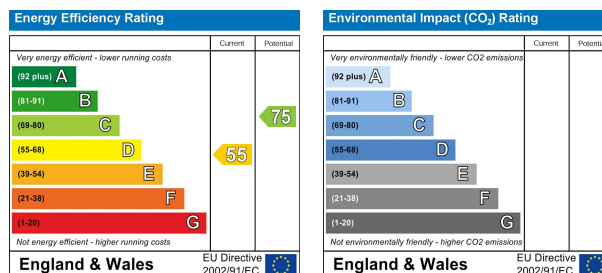 Energy Efficiency Rating
Current Potential
Very energy efficient - lower running costs
(92 plus) A
(81-91) B
(69-80) C
(55-68) D
(39-54) E
(21-38) F
(1-20) G
55
75
Not energy efficient - higher running costs
England & Wales
EU Directive
2002/91/EC
Environmental Impact (CO₂) Rating
Current Potentia
Very environmentally friendly - lower CO2 emissions
(92 plus) A
(81-91) B
(69-80) C
(55-68) D
(39-54) E
(21-38) F
(1-20) G
Not environmentally friendly - higher CO2 emissions
England & Wales
EU Directive
2002/91/EC